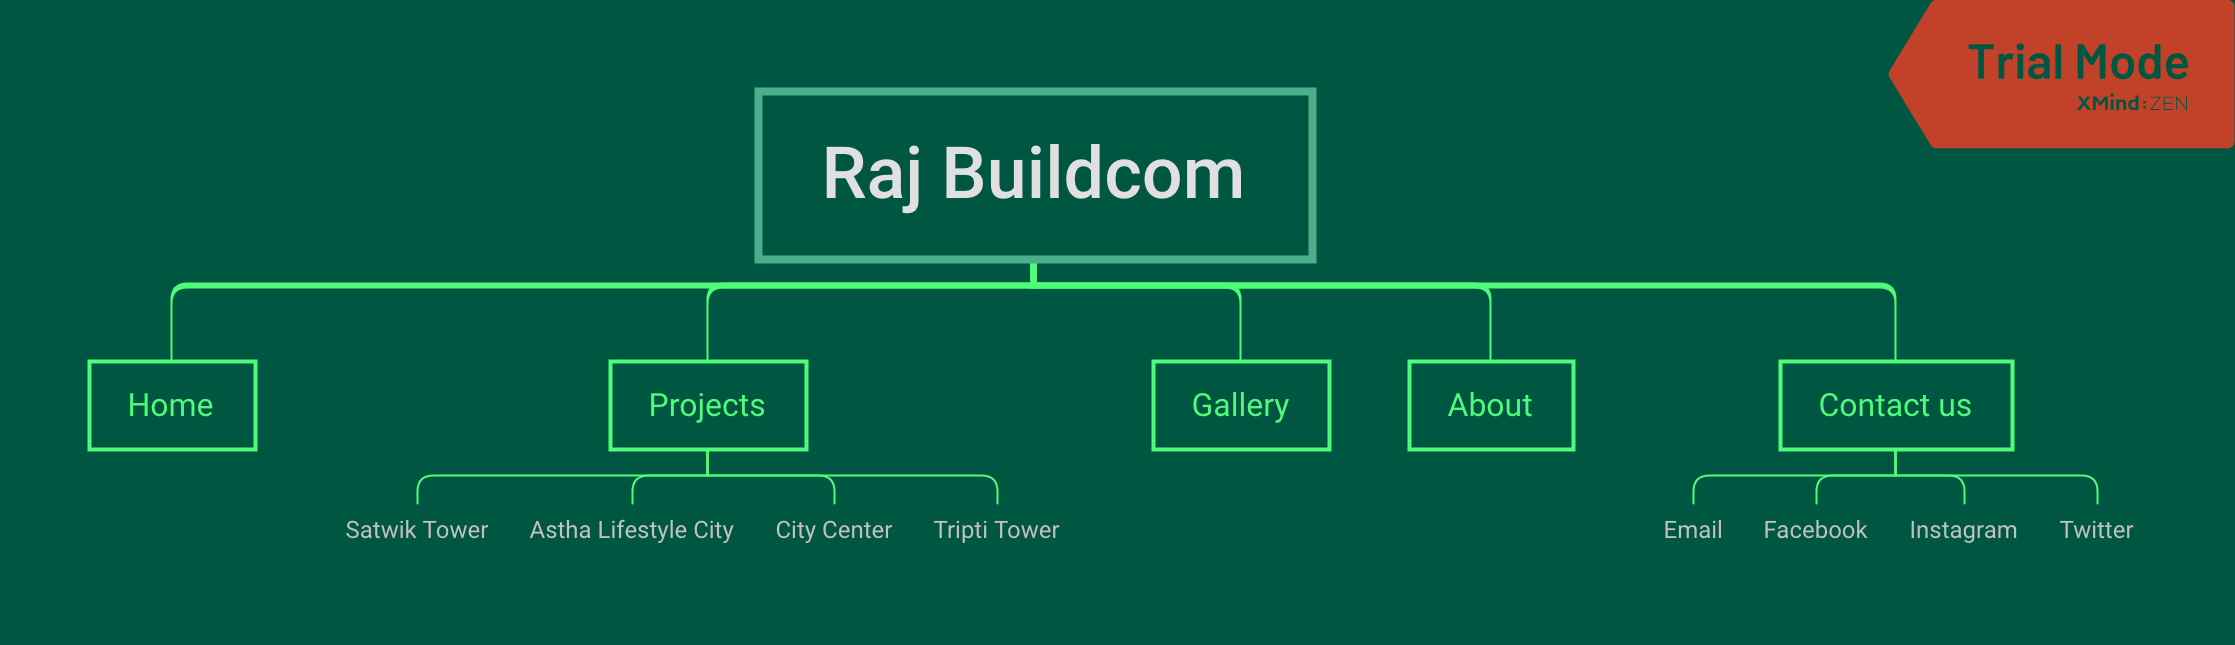 Trial Mode
XMind:ZEN
Raj Buildcom
Home
Projects
Gallery
About
Contact us
Satwik Tower
Astha Lifestyle City
City Center
Tripti Tower
Email
Facebook
Instagram
Twitter